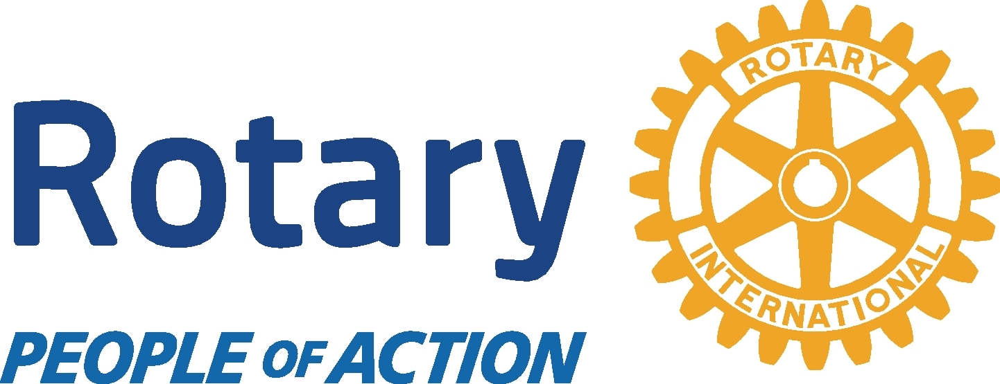 Rotary
PEOPLE OF ACTION
ROTARY
INTERNATIONAL